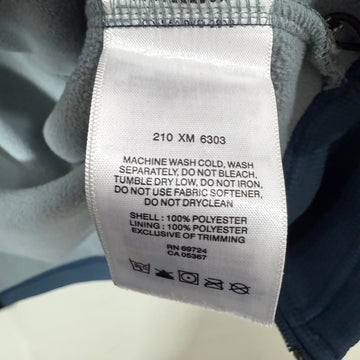 210 XM 6303
MACHINE WASH COLD, WASH
SEPARATELY, DO NOT BLEACH,
TUMBLE DRY LOW, DO NOT IRON,
DO NOT USE FABRIC SOFTENER,
DO NOT DRYCLEAN
SHELL : 100% POLYESTER
LINING : 100% POLYESTER
EXCLUSIVE OF TRIMMING
RN 69724
CA 05367